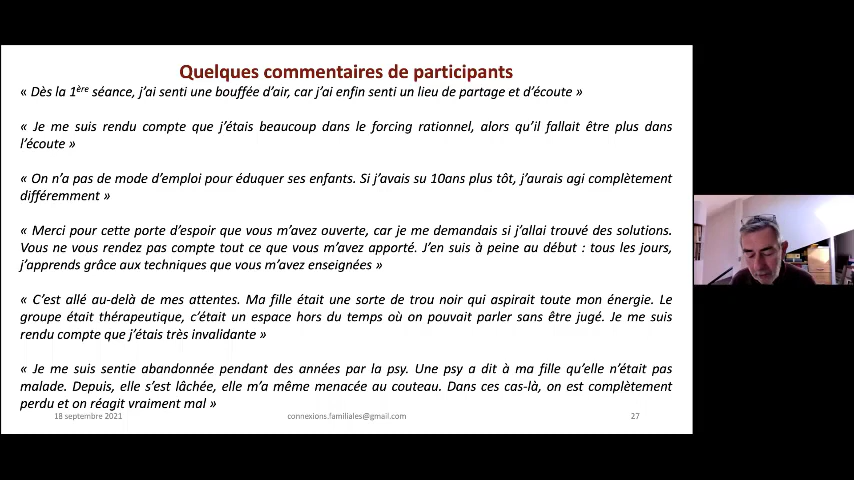 Quelques commentaires de participants
« Dès la 1ère séance, j'ai senti une bouffée d'air, car j'ai enfin senti un lieu de partage et d'écoute »
« Je me suis rendu compte que j'étais beaucoup dans le forcing rationnel, alors qu'il fallait être plus dans
l'écoute »
« On n'a pas de mode d'emploi pour éduquer ses enfants. Si j'avais su 10ans plus tôt, j'aurais agi complètement
différemment »
« Merci pour cette porte d'espoir que vous m'avez ouverte, car je me demandais si j'allai trouvé des solutions.
Vous ne vous rendez pas compte tout ce que vous m'avez apporté. J'en suis à peine au début : tous les jours,
j'apprends grâce aux techniques que vous m'avez enseignées »
« C'est allé au-delà de mes attentes. Ma fille était une sorte de trou noir qui aspirait toute mon énergie. Le
groupe était thérapeutique, c'était un espace hors du temps où on pouvait parler sans être jugé. Je me suis
rendu compte que j'étais très invalidante »
« Je me suis sentie abandonnée pendant des années par la psy. Une psy a dit à ma fille qu'elle n'était pas
malade. Depuis, elle s'est lâchée, elle m'a même menacée au couteau. Dans ces cas-là, on est complètement
perdu et on réagit vraiment mal »
18 septembre 2021 connexions.familiales@gmail.com 27